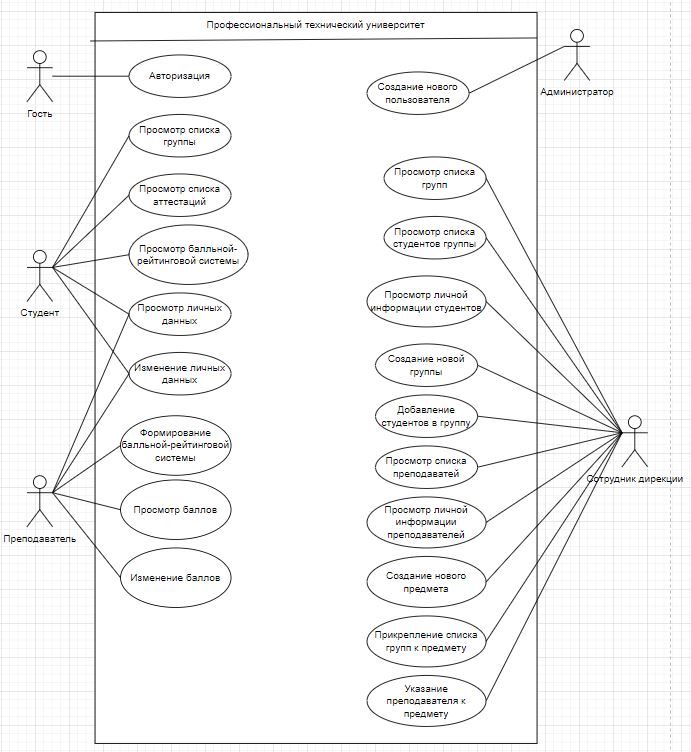 Профессиональный технический университет
Гость
Авторизация
Создание нового
пользователя
Администратор
Просмотр списка
группы
Просмотр списка
аттестаций
Просмотр балльной-
рейтинговой системы
Студент
Просмотр личных
данных
Изменение личных
данных
Формирование
балльной-рейтинговой
системы
Просмотр баллов
Изменение баллов
Преподаватель
Просмотр списка
групп
Просмотр списка
студентов группы
Просмотр личной
информации студентов
Создание новой
группы
Добавление
студентов в группу
Просмотр списка
преподаватей
Просмотр личной
информации
преподавателей
Создание нового
предмета
Прикрепление списка
групп к предмету
Указание
преподавателя к
предмету
Сотрудник дирекции